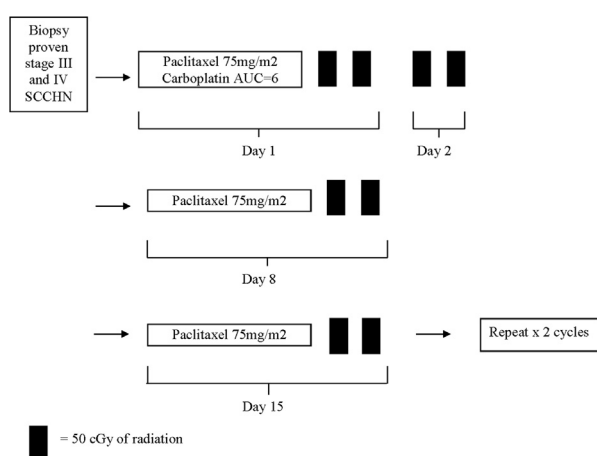 Biopsy
proven
stage III
and IV
SCCHN
Paclitaxel 75mg/m2
Carboplatin AUC=6
Day 1
Day 2
Paclitaxel 75mg/m2
Day 8
Paclitaxel 75mg/m2
Repeat x 2 cycles
Day 15
= 50 cGy of radiation